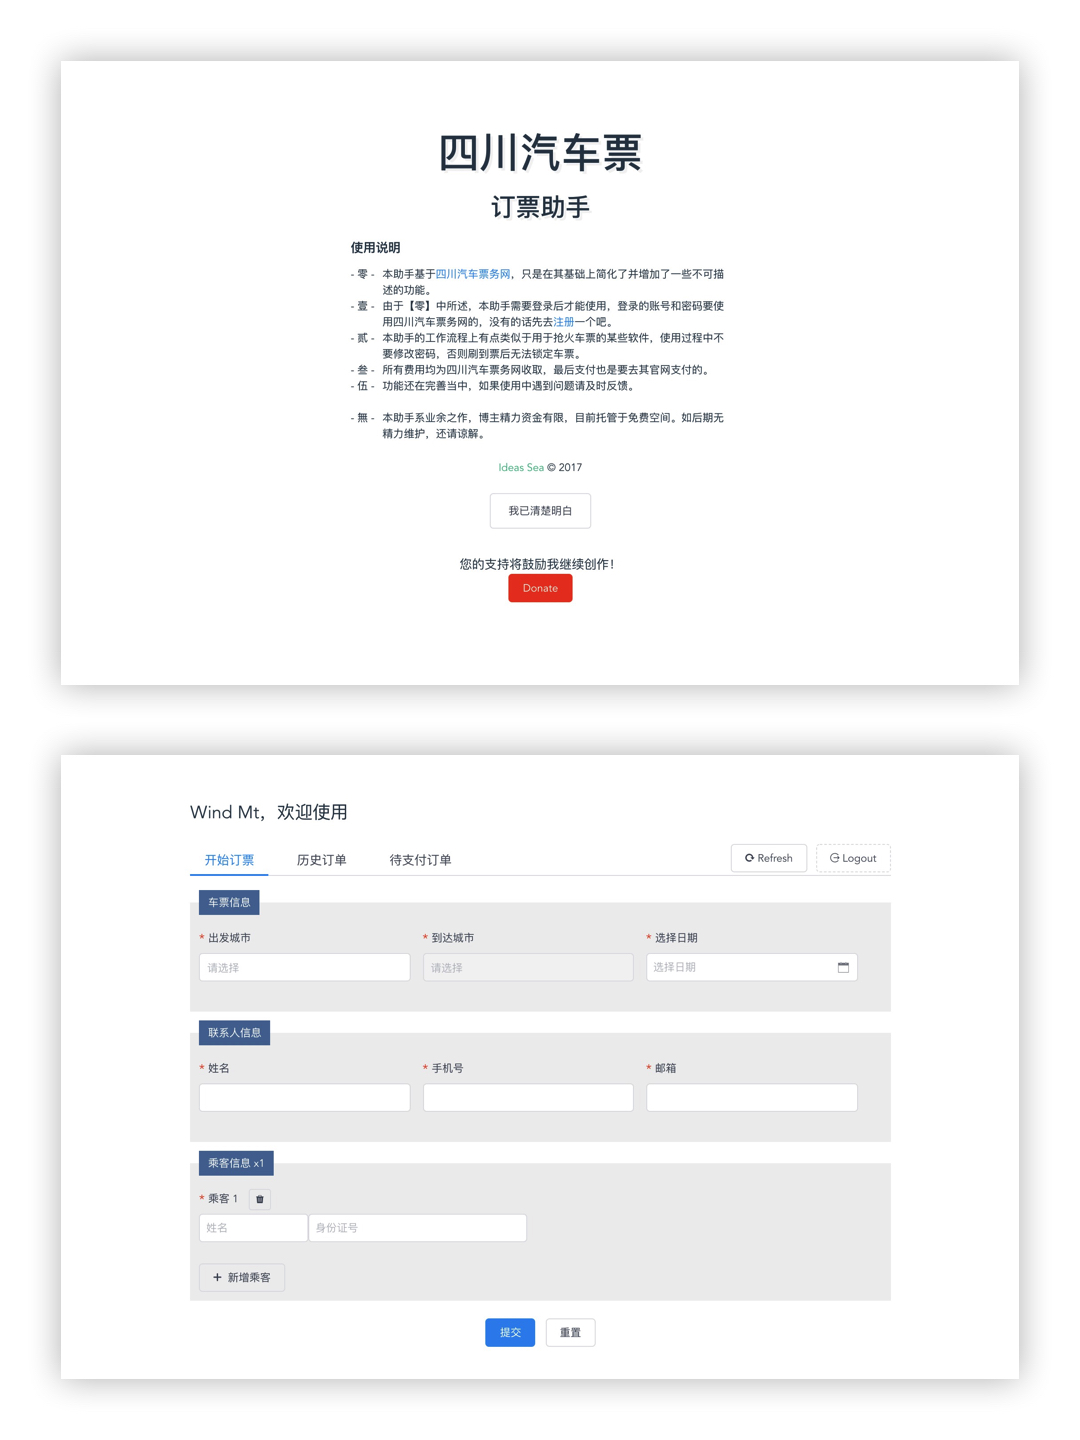 四川汽车票
订票助手
使用说明
- 零 - 本助手基于四川汽车票务网，只是在其基础上简化了并增加了一些不可描
述的功能。
- 壹 - 由于【零】中所述，本助手需要登录后才能使用，登录的账号和密码要使
用四川汽车票务网的，没有的话先去注册一个吧。
- 贰 - 本助手的工作流程上有点类似于用于抢火车票的某些软件，使用过程中不
要修改密码，否则刷到票后无法锁定车票。
- 叁 - 所有费用均为四川汽车票务网收取，最后支付也是要去其官网支付的。
- 伍 - 功能还在完善当中，如果使用中遇到问题请及时反馈。
- 無 - 本助手系业余之作，博主精力资金有限，目前托管于免费空间。如后期无
精力维护，还请谅解。
Ideas Sea © 2017
我已清楚明白
您的支持将鼓励我继续创作！
Donate
Wind Mt，欢迎使用
开始订票 历史订单 待支付订单 Refresh Logout
车票信息
* 出发城市 * 到达城市 * 选择日期
请选择 请选择 选择日期
联系人信息
* 姓名 * 手机号 * 邮箱
乘客信息 x1
* 乘客 1
姓名 身份证号
+ 新增乘客
提交 重置